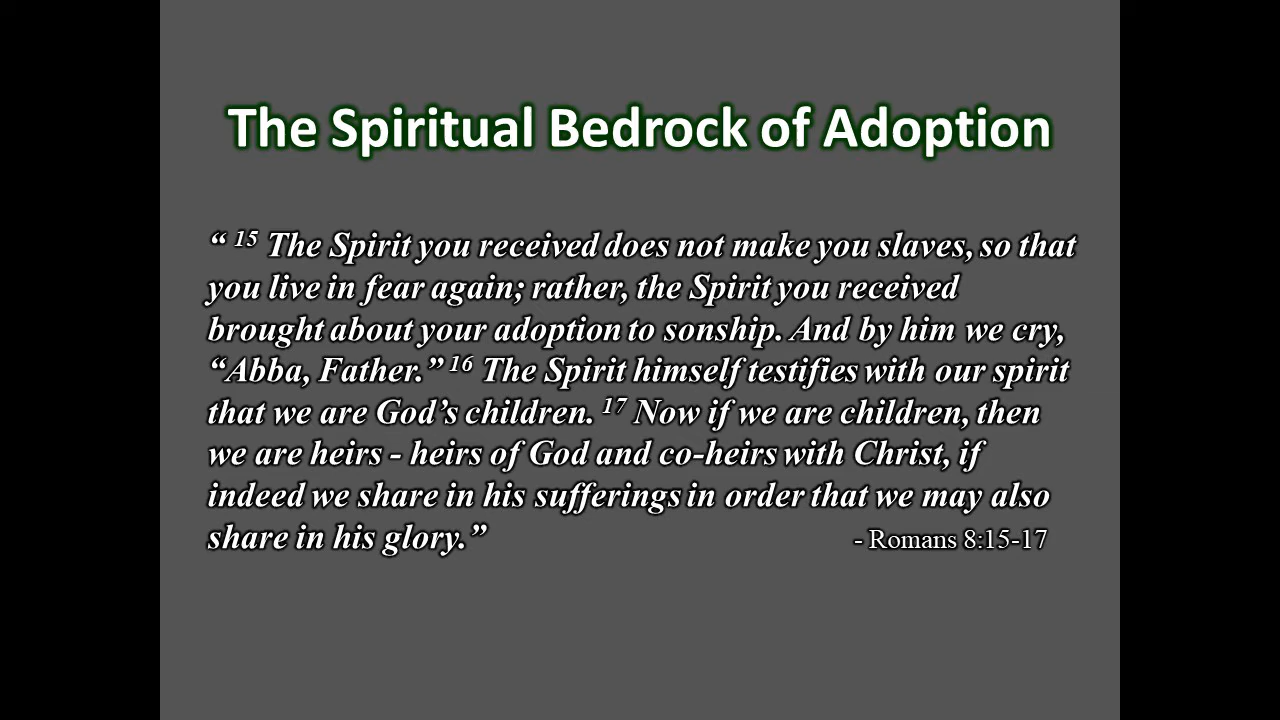 The Spiritual Bedrock of Adoption
“ 15 The Spirit you received does not make you slaves, so that
you live in fear again; rather, the Spirit you received
brought about your adoption to sonship. And by him we cry,
“Abba, Father.” 16 The Spirit himself testifies with our spirit
that we are God’s children. 17 Now if we are children, then
we are heirs - heirs of God and co-heirs with Christ, if
indeed we share in his sufferings in order that we may also
share in his glory.” - Romans 8:15-17